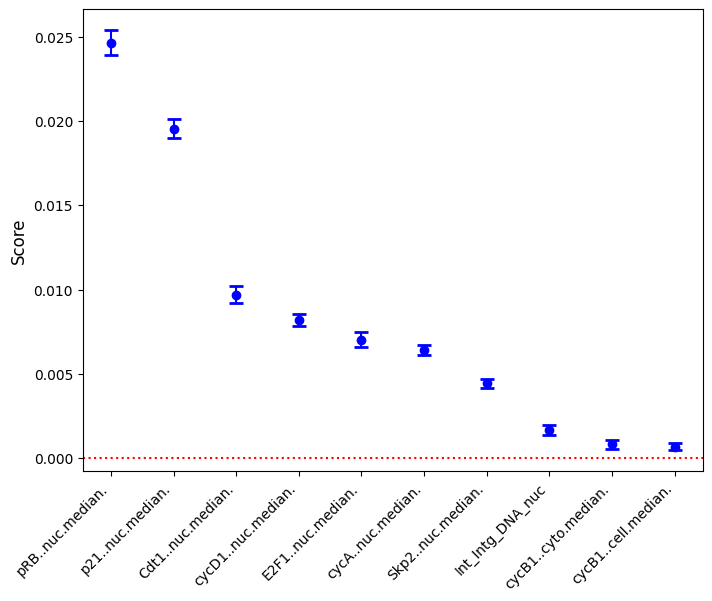 0.025
0.020
0.015
0.010
0.005
0.000
Score
pRB..nuc.median.
p21..nuc.median.
Cdt1..nuc.median.
cycD1..nuc.median.
E2F1..nuc.median.
cycA..nuc.median.
Skp2..nuc.median.
Int_Intg_DNA_nuc
cycB1..cyto.median.
cycB1..cell.median.